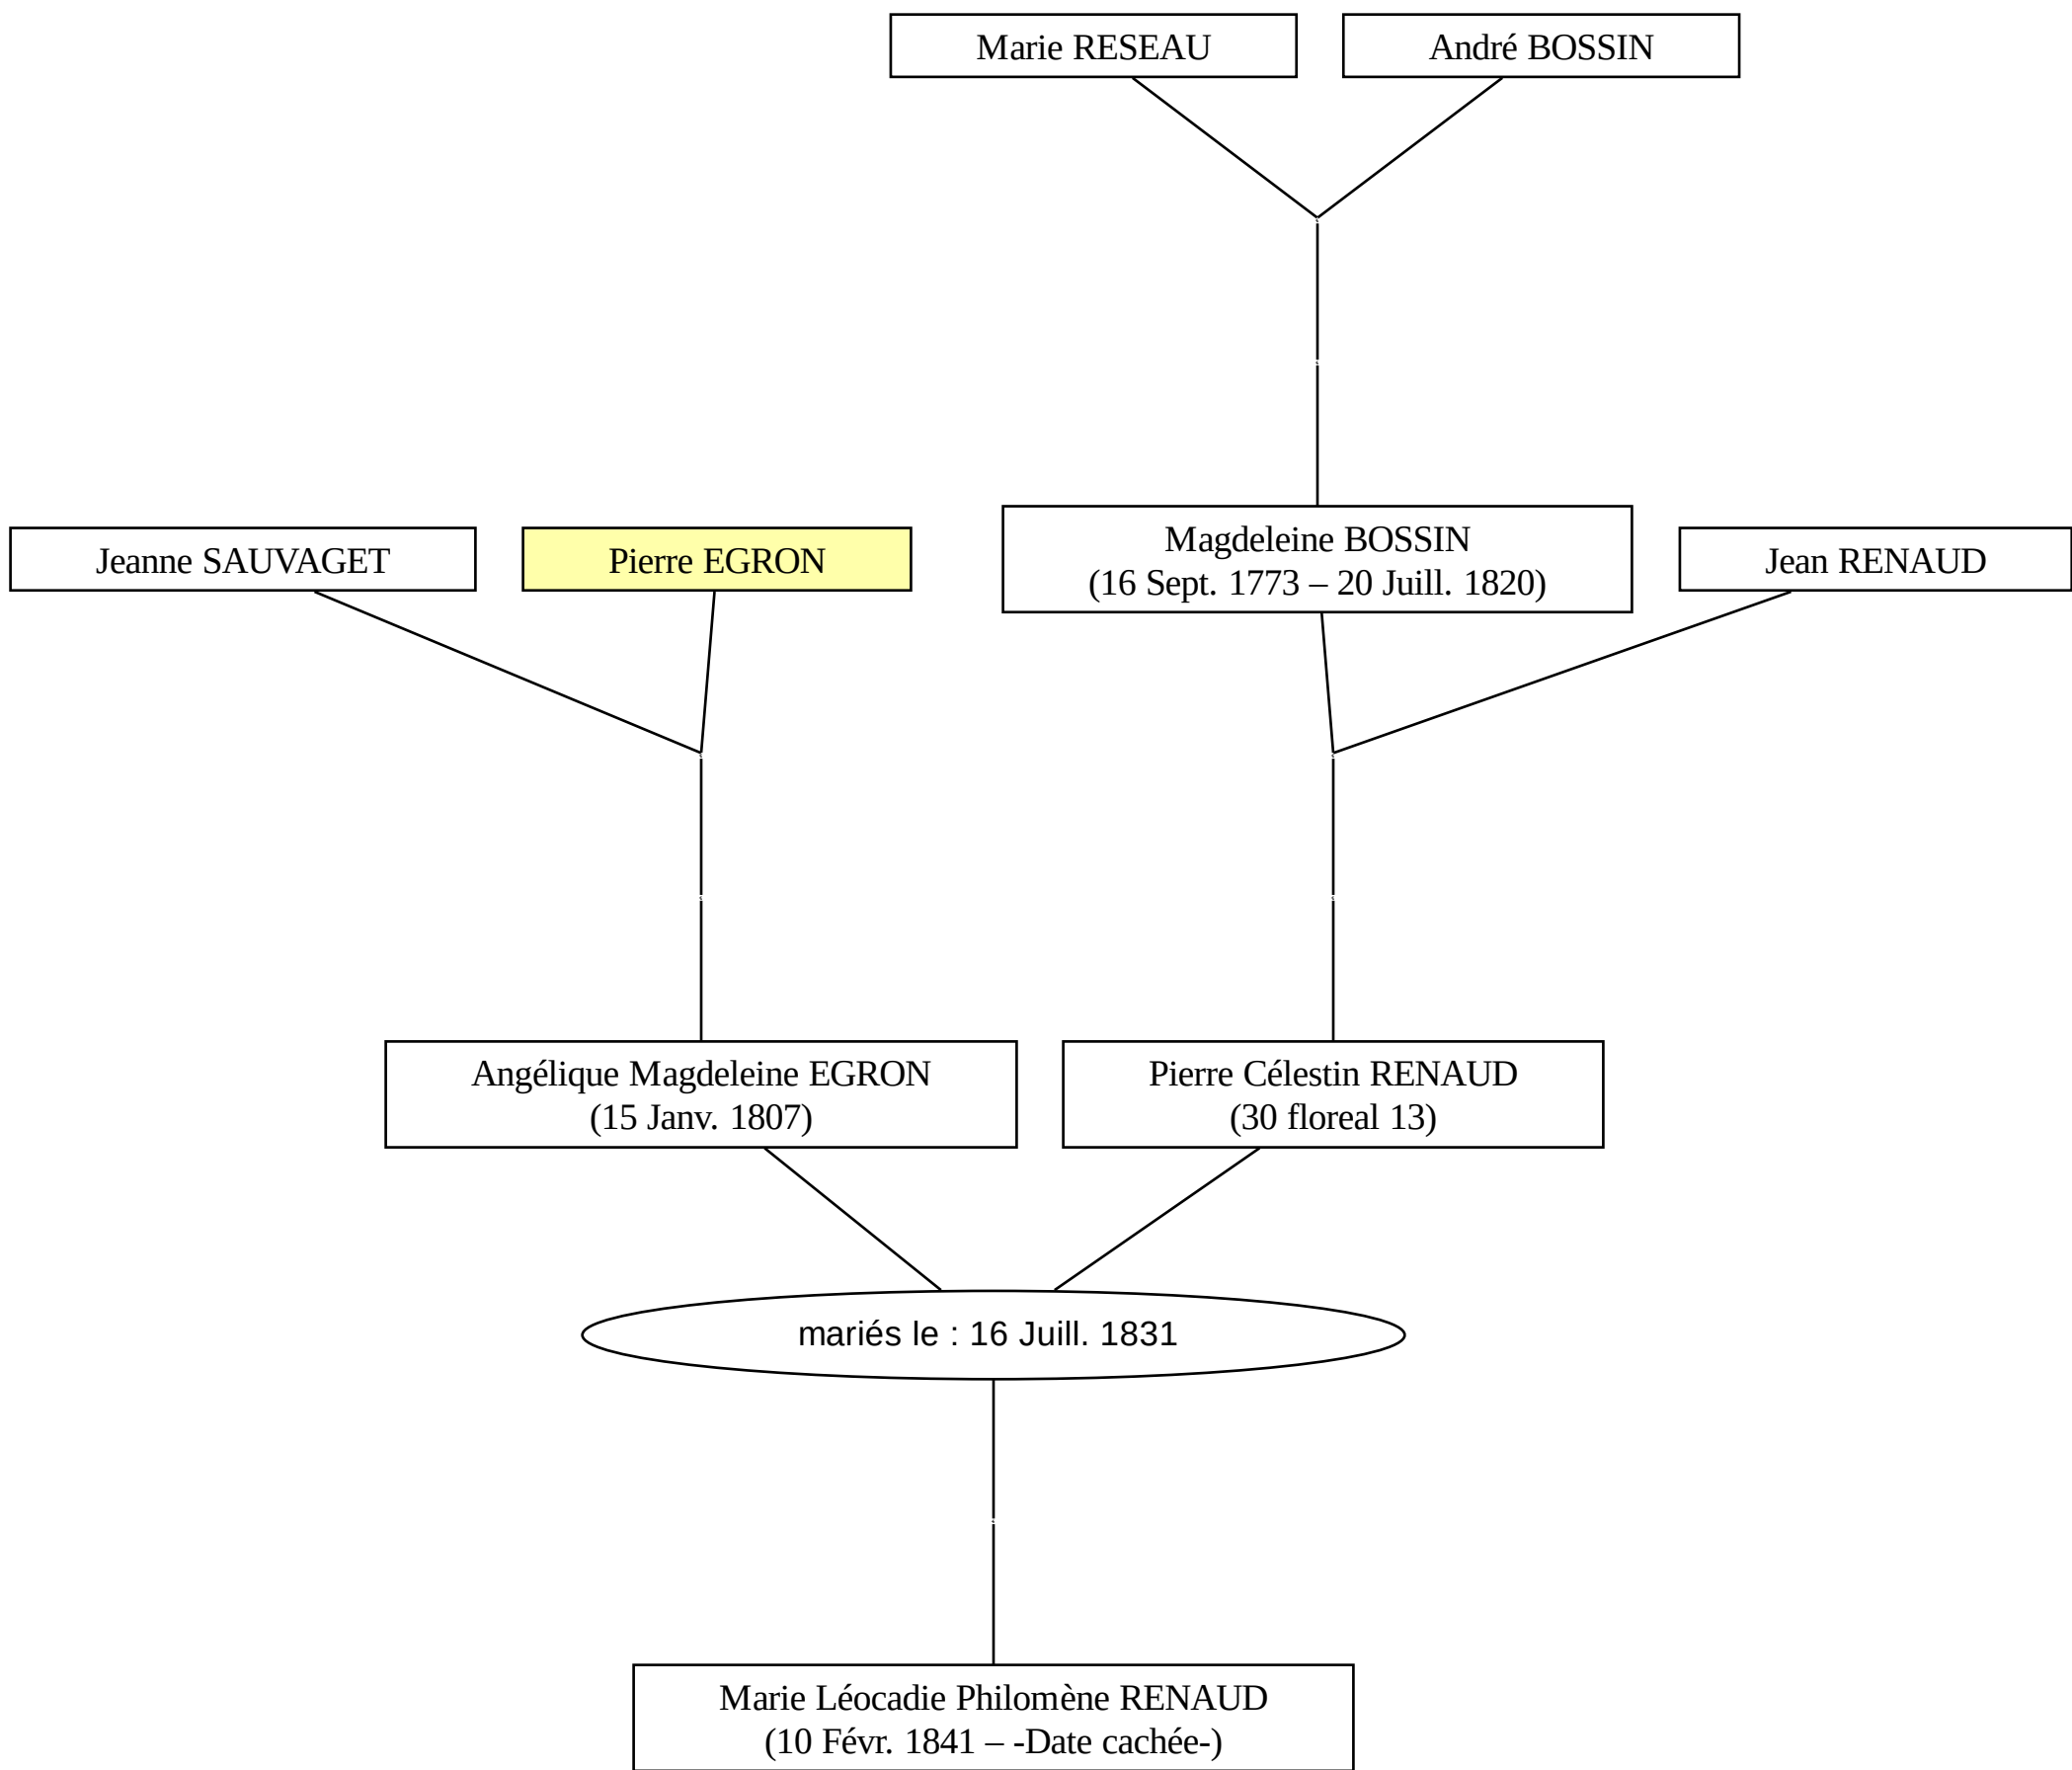 Marie RESEAU
André BOSSIN
Jeanne SAUVAGET
Pierre EGRON
Magdeleine BOSSIN
(16 Sept. 1773 – 20 Juill. 1820)
Jean RENAUD
Angélique Magdeleine EGRON
(15 Janv. 1807)
Pierre Célestin RENAUD
(30 floreal 13)
mariés le : 16 Juill. 1831
Marie Léocadie Philomène RENAUD
(10 Févr. 1841 – -Date cachée-)